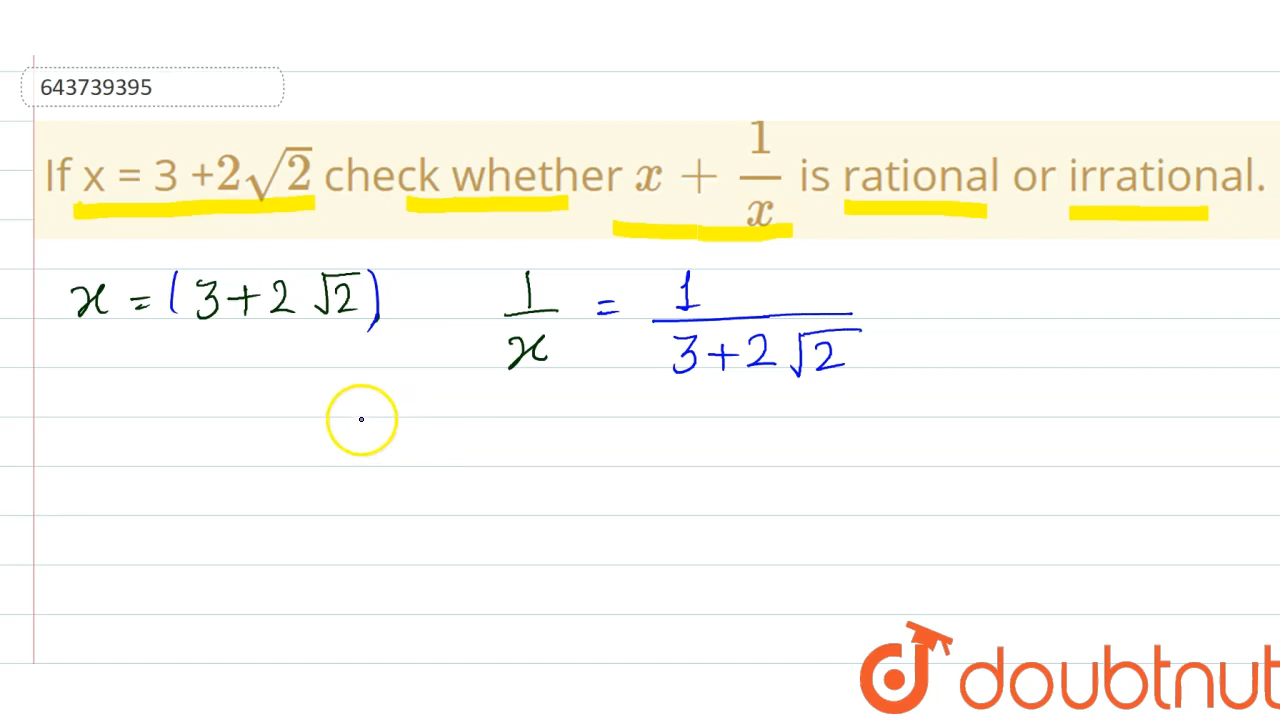 643739395
If x = 3 +2√2 check whether x + 1/x is rational or irrational.
x = (3+2√2) 1/x = 1/(3+2√2)
doubtnut